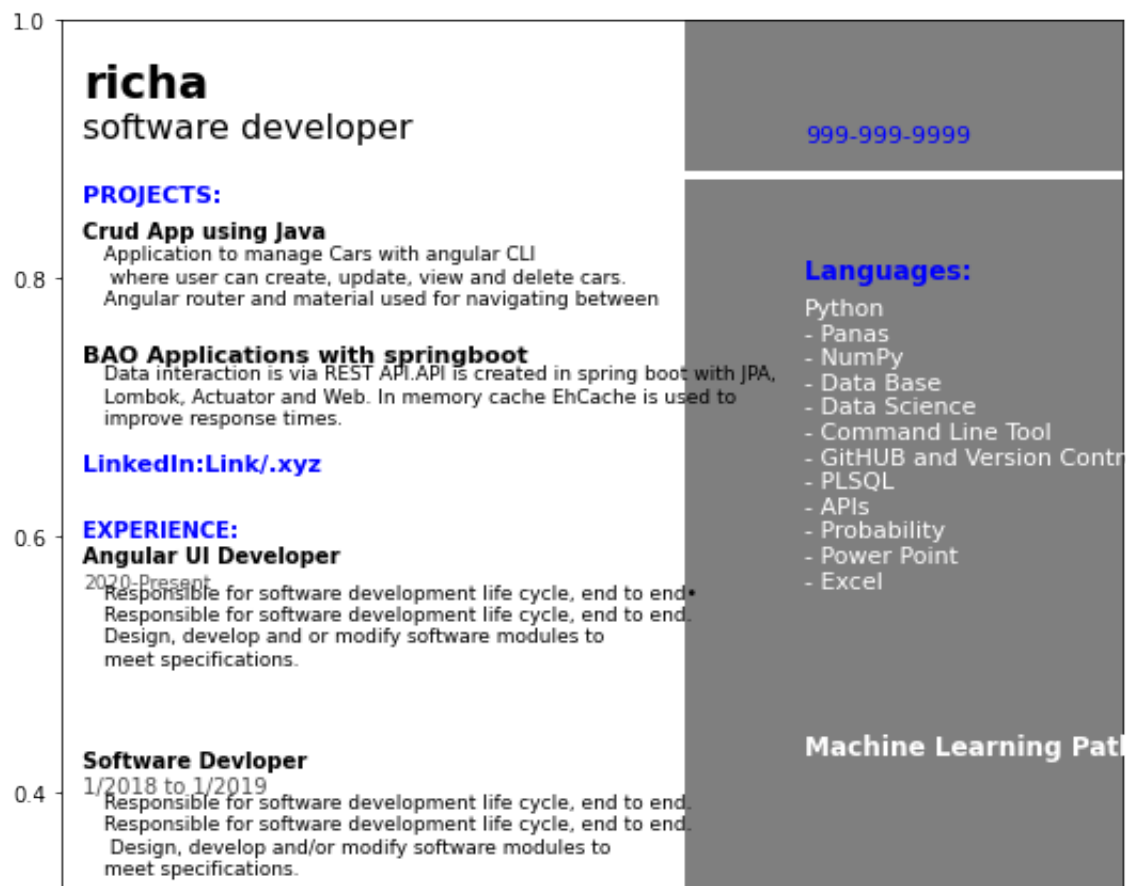 1.0
richa
software developer
999-999-9999
PROJECTS:
Crud App using Java
Application to manage Cars with angular CLI
where user can create, update, view and delete cars.
Angular router and material used for navigating between
0.8
BAO Applications with springboot
Data interaction is via REST API.API is created in spring boot with JPA,
Lombok, Actuator and Web. In memory cache EhCache is used to
improve response times.
LinkedIn:Link/.xyz
0.6
EXPERIENCE:
Angular UI Developer
2020-Present
Responsible for software development life cycle, end to end•
Responsible for software development life cycle, end to end.
Design, develop and or modify software modules to
meet specifications.
Software Devloper
1/2018 to 1/2019
0.4
Responsible for software development life cycle, end to end.
Responsible for software development life cycle, end to end.
Design, develop and/or modify software modules to
meet specifications.
Languages:
Python
- Panas
- NumPy
- Data Base
- Data Science
- Command Line Tool
- GitHUB and Version Contr
- PLSQL
- APIs
- Probability
- Power Point
- Excel
Machine Learning Pat